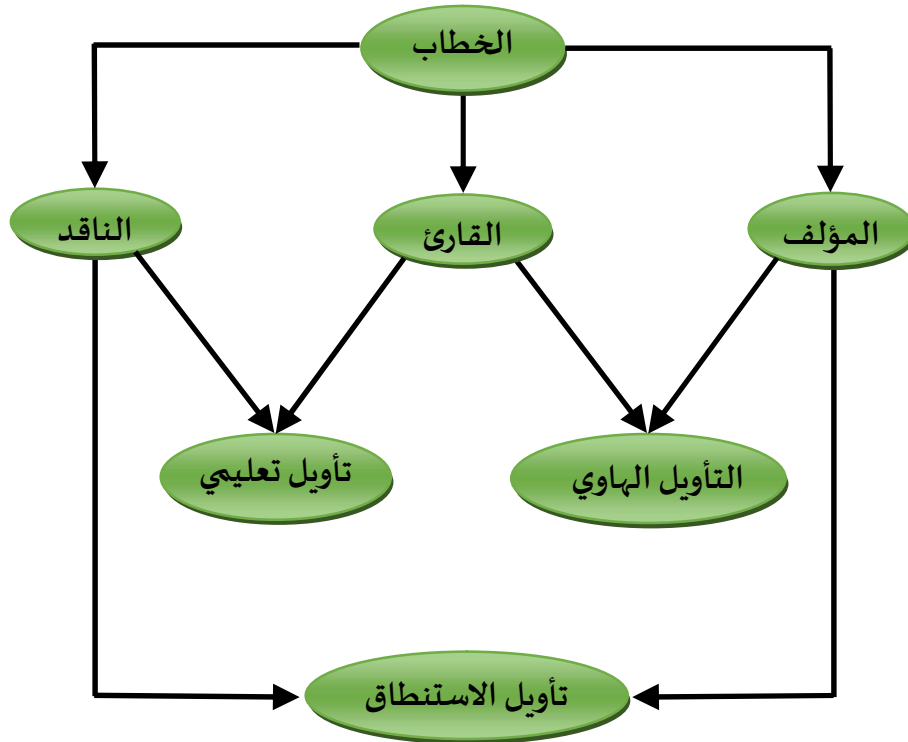 الخطاب
المؤلف
القارئ
الناقد
التأويل الهاوي
تأويل تعليمي
تأويل الاستنطاق